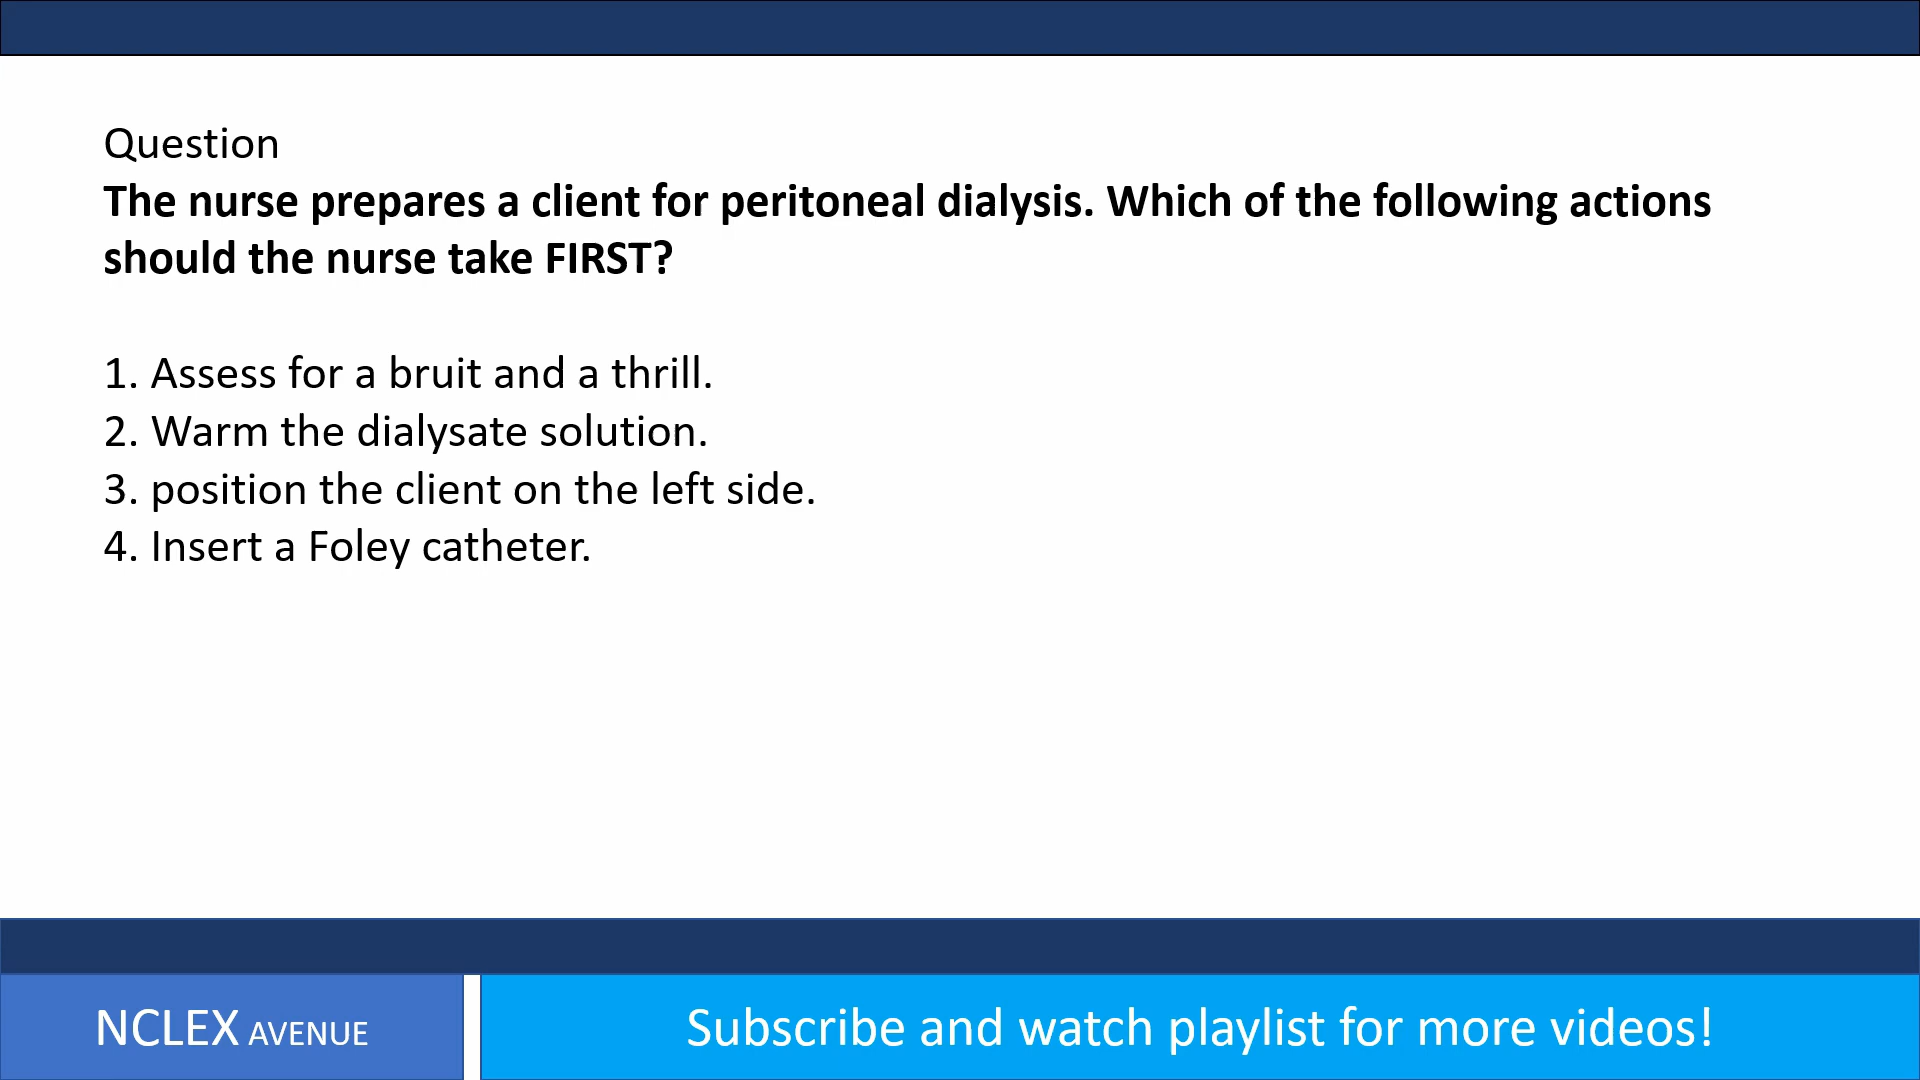 Question
The nurse prepares a client for peritoneal dialysis. Which of the following actions
should the nurse take FIRST?
1. Assess for a bruit and a thrill.
2. Warm the dialysate solution.
3. position the client on the left side.
4. Insert a Foley catheter.
NCLEX AVENUE
Subscribe and watch playlist for more videos!